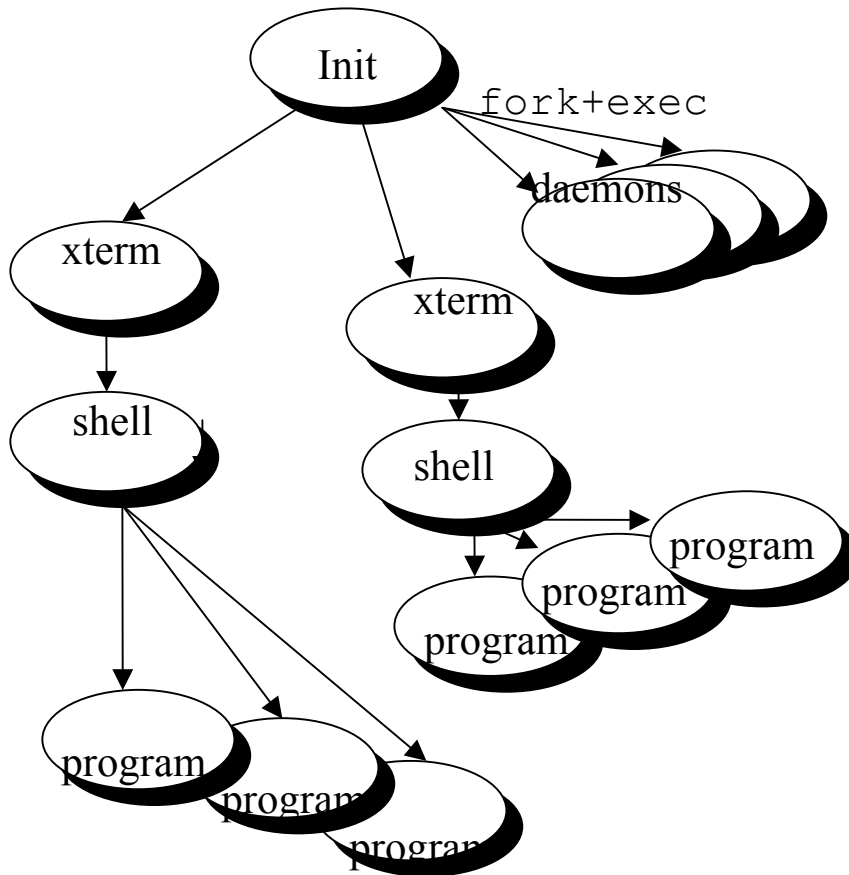 Init
fork+exec
daemons
xterm
xterm
shell
shell
program
program
program
program
program
program